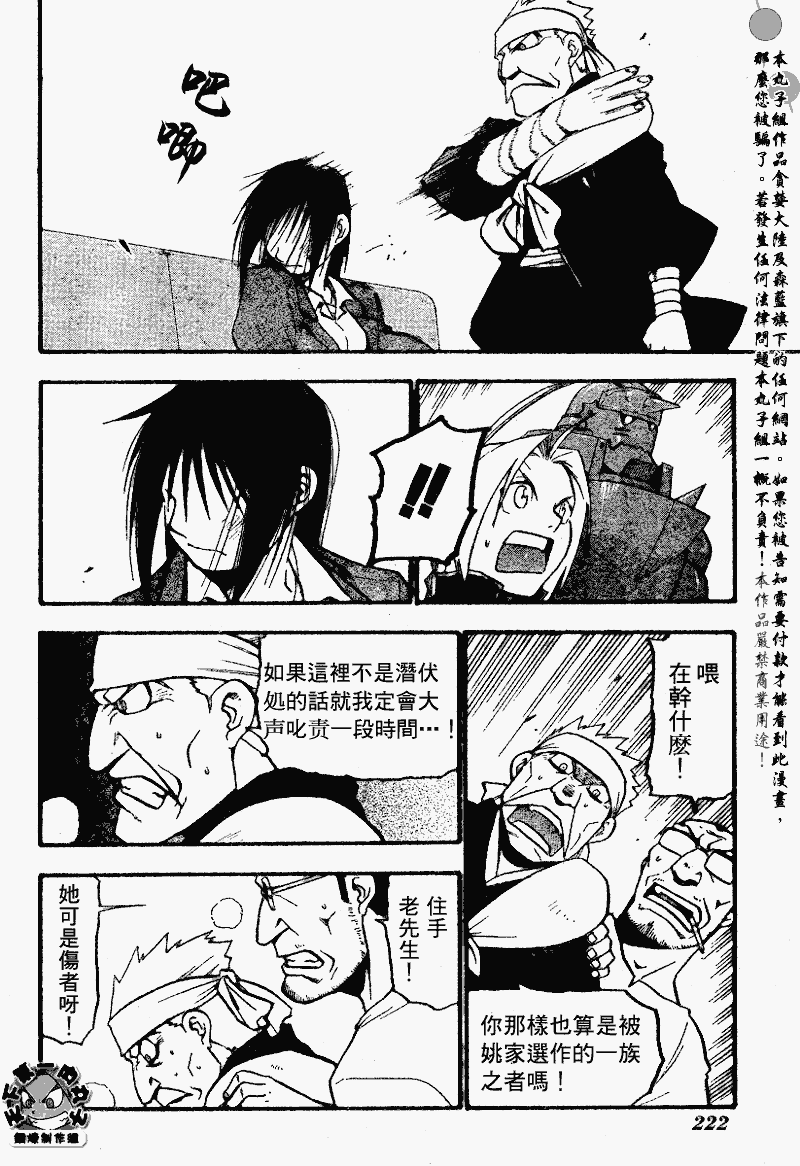 吧
唧
!!
喂
在幹什麽！
你那樣也算是被
姚家選作的一族
之者嗎！
如果這裡不是潛伏
処的話就我定會大
声叱责一段時間…！
住手
老先生！
她可是傷者呀！
222
本丸子組作品貪婪大陸及森藍旗下的任何網站。如果您被告知需要付款才能看到此漫畫，
那麼您被騙了。若發生任何法律問題本丸子組一概不負責！本作品嚴禁商業用途！